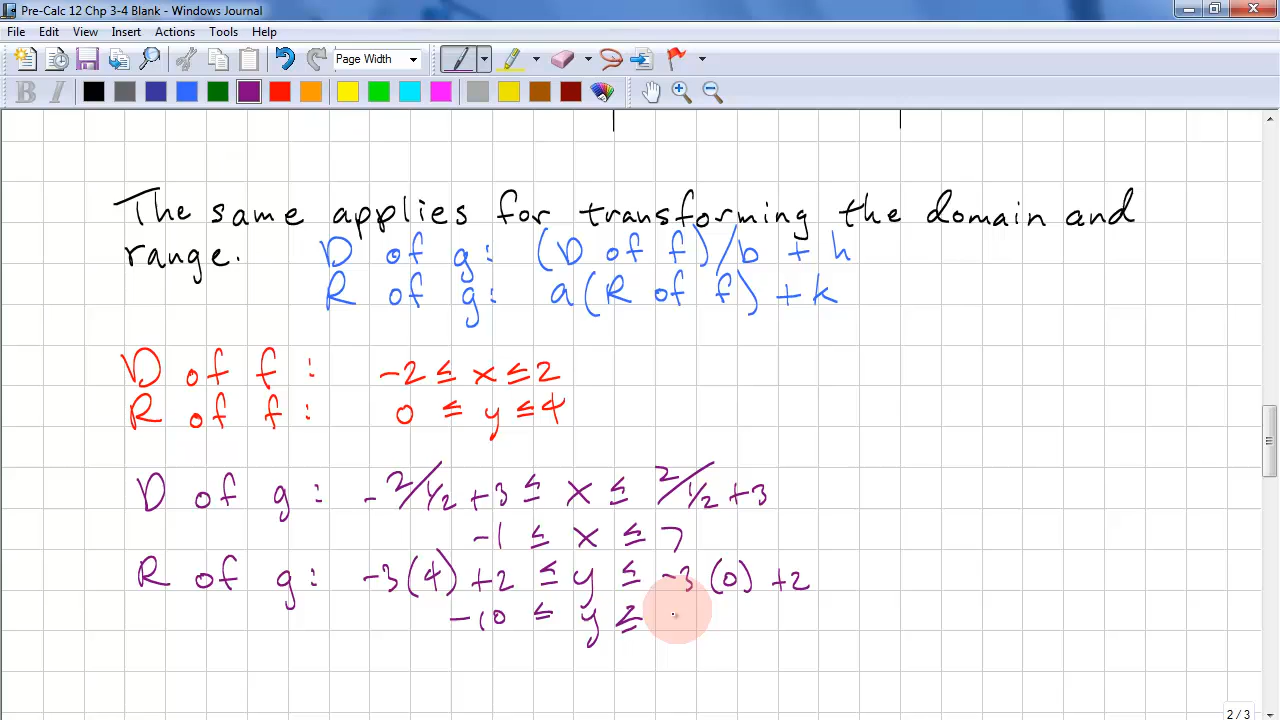 Pre-Calc 12 Chp 3-4 Blank - Windows Journal
File Edit View Insert Actions Tools Help
Page Width
B I
The same applies for transforming the domain and
range. D of g: (D of f)/b + h
R of g: a(R of f) + k
D of f: -2 ≤ x ≤ 2
R of f: 0 ≤ y ≤ 4
D of g: -2/1/2 +3 ≤ x ≤ 2/1/2 +3
-1 ≤ x ≤ 7
R of g: -3(4) +2 ≤ y ≤ -3(0) +2
-10 ≤ y ≤
2 / 3